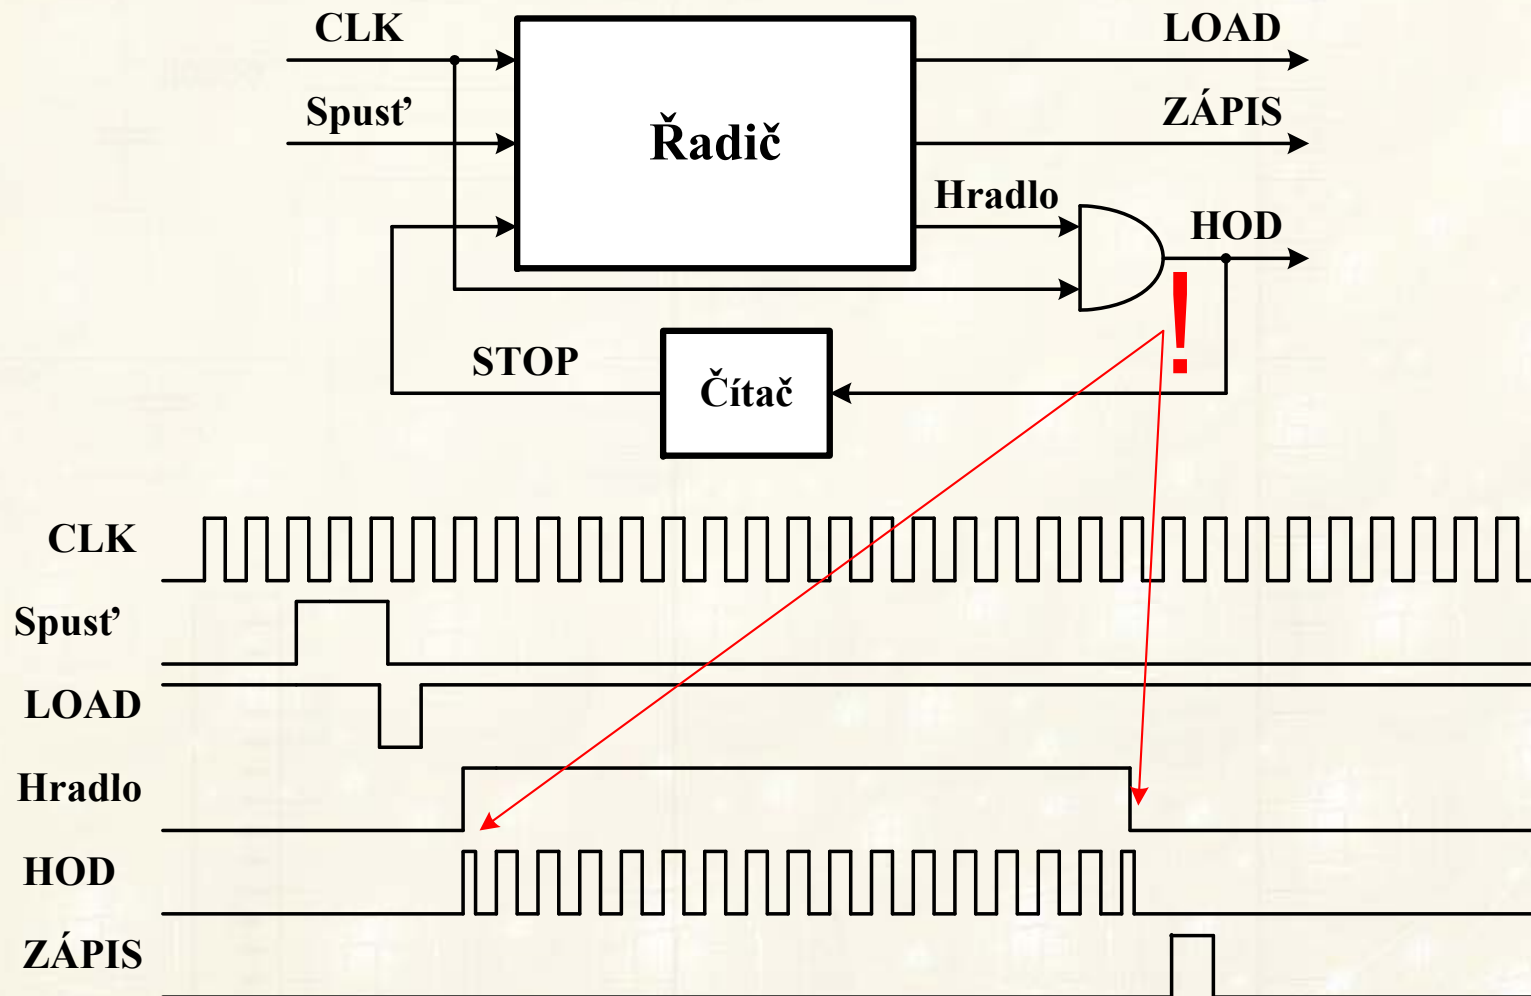 CLK
LOAD
Spusť
ZÁPIS
Řadič
Hradlo
HOD
!
STOP
Čítač
CLK
Spusť
LOAD
Hradlo
HOD
ZÁPIS